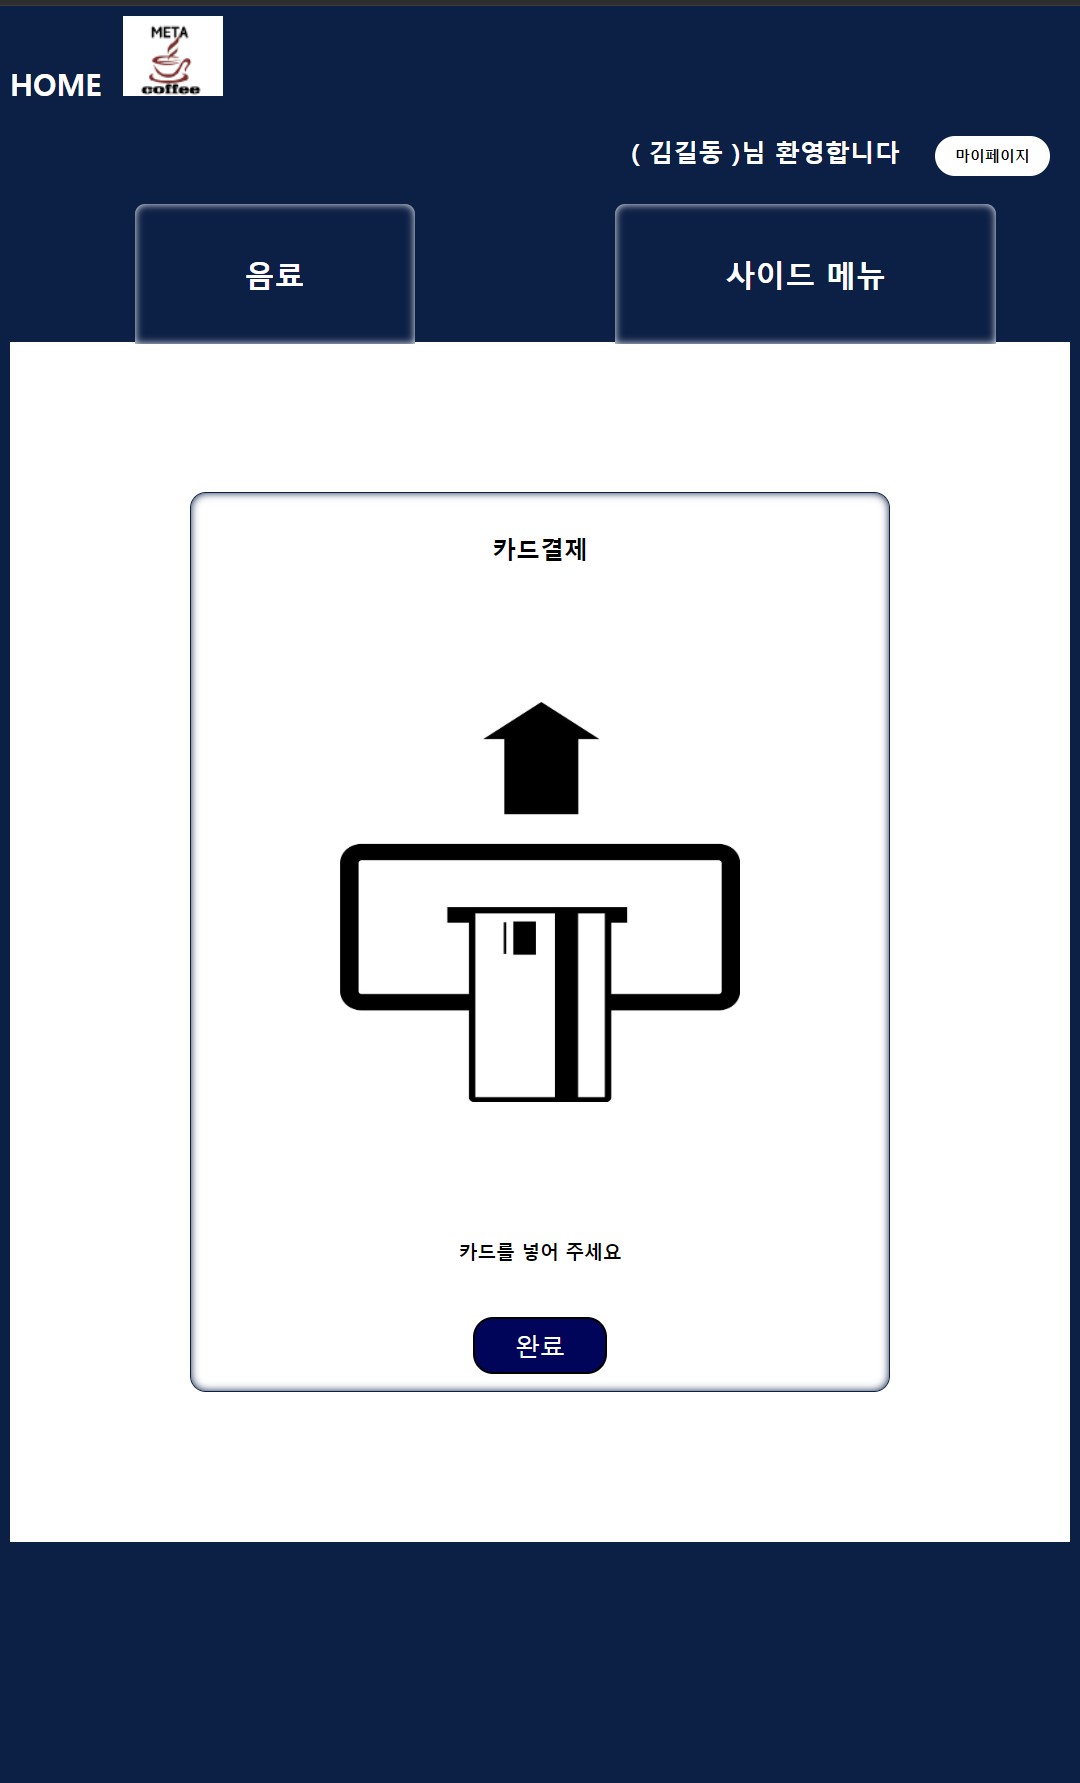 META
coffee
HOME
( 김길동 )님 환영합니다
마이페이지
음료
사이드 메뉴
카드결제
카드를 넣어 주세요
완료